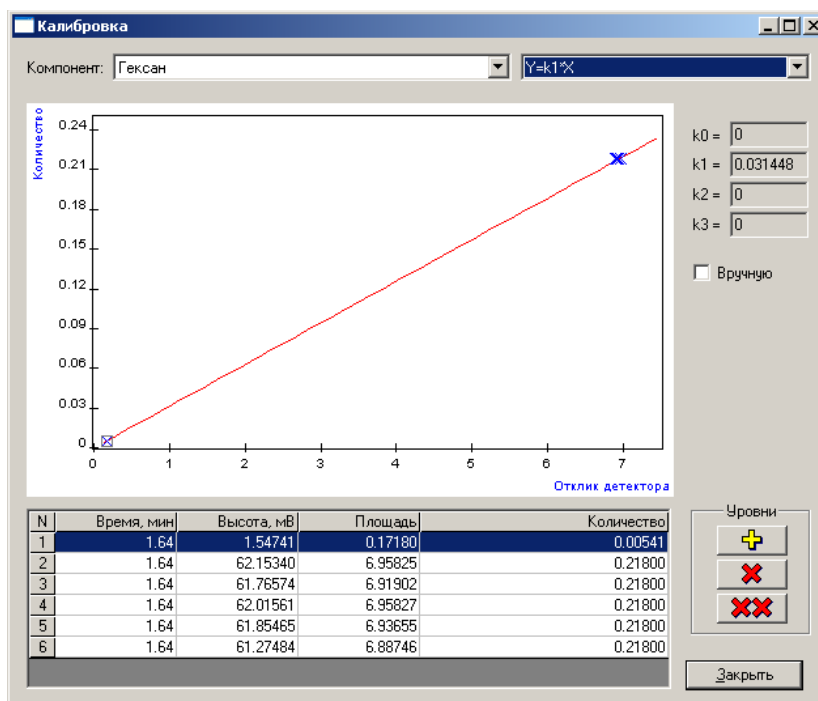 Калибровка
Компонент: Гексан Y=k1*X
Количество
0.24
0.21
0.18
0.15
0.12
0.09
0.06
0.03
0
0 1 2 3 4 5 6 7
Отклик детектора
k0 = 0
k1 = 0.031448
k2 = 0
k3 = 0
Вручную
N Время, мин Высота, мВ Площадь Количество
1 1.64 1.54741 0.17180 0.00541
2 1.64 62.15340 6.95825 0.21800
3 1.64 61.76574 6.91902 0.21800
4 1.64 62.01561 6.95827 0.21800
5 1.64 61.85465 6.93655 0.21800
6 1.64 61.27484 6.88746 0.21800
Уровни
Закрыть